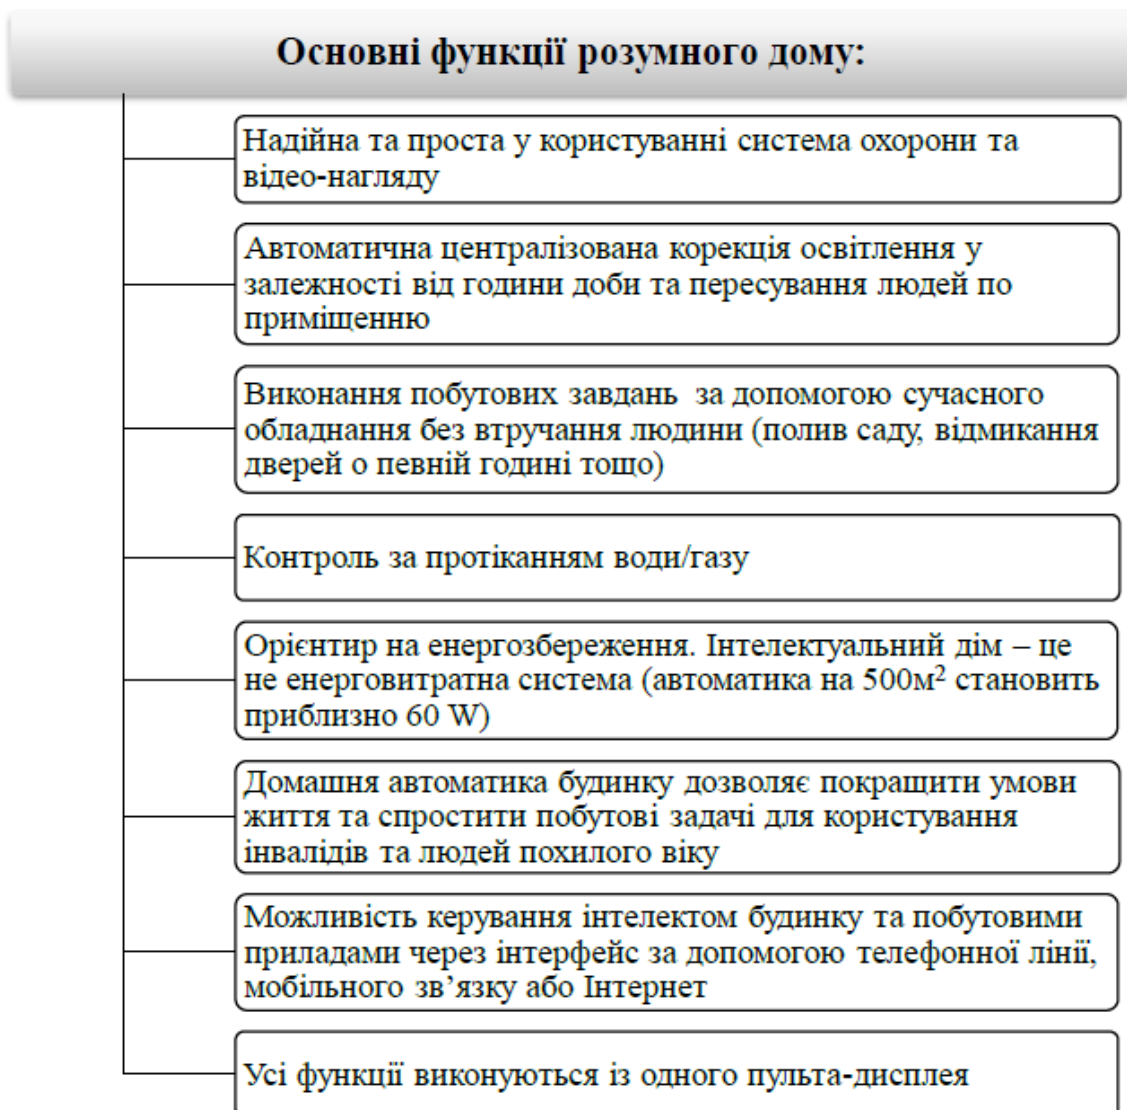 Основні функції розумного дому:
Надійна та проста у користуванні система охорони та
відео-нагляду
Автоматична централізована корекція освітлення у
залежності від години доби та пересування людей по
приміщенню
Виконання побутових завдань за допомогою сучасного
обладнання без втручання людини (полив саду, відмикання
дверей о певній годині тощо)
Контроль за протіканням води/газу
Орієнтир на енергозбереження. Інтелектуальний дім – це
не енерговитратна система (автоматика на 500м² становить
приблизно 60 W)
Домашня автоматика будинку дозволяє покращити умови
життя та спростити побутові задачі для користування
інвалідів та людей похилого віку
Можливість керування інтелектом будинку та побутовими
приладами через інтерфейс за допомогою телефонної лінії,
мобільного зв’язку або Інтернет
Усі функції виконуються із одного пульта-дисплея